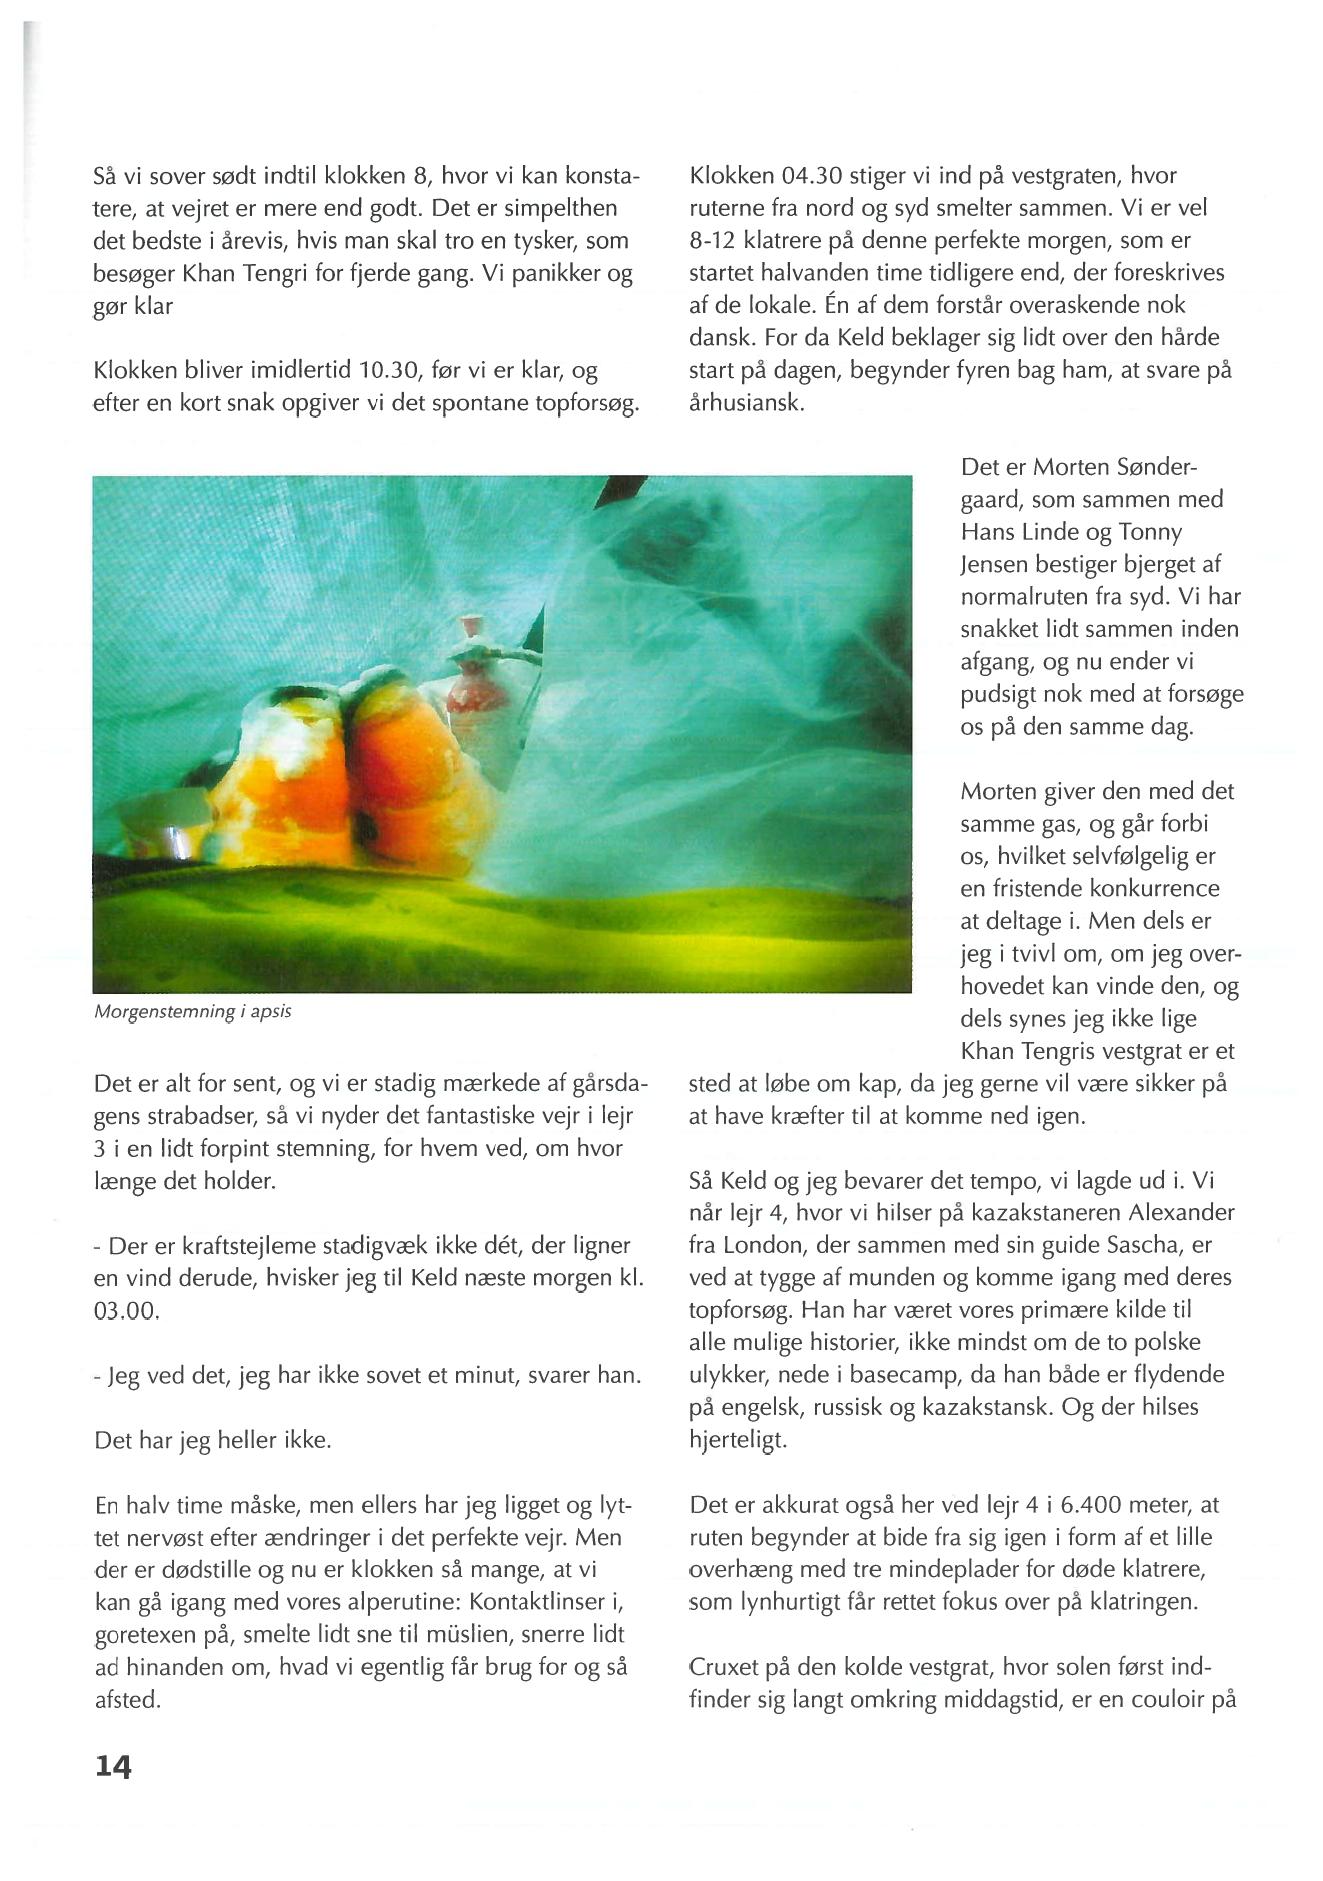 Så vi sover sødt indtil klokken 8, hvor vi kan konsta-
tere, at vejret er mere end godt. Det er simpelthen
det bedste i årevis, hvis man skal tro en tysker, som
besøger Khan Tengri for fjerde gang. Vi panikker og
gør klar
Klokken bliver imidlertid 10.30, før vi er klar, og
efter en kort snak opgiver vi det spontane topforsøg.
Morgenstemning i apsis
Det er alt for sent, og vi er stadig mærkede af gårsda-
gens strabadser, så vi nyder det fantastiske vejr i lejr
3 i en lidt forpint stemning, for hvem ved, om hvor
længe det holder.
- Der er kraftstejleme stadigvæk ikke dét, der ligner
en vind derude, hvisker jeg til Keld næste morgen kl.
03.00.
- Jeg ved det, jeg har ikke sovet et minut, svarer han.
Det har jeg heller ikke.
En halv time måske, men ellers har jeg ligget og lyt-
tet nervøst efter ændringer i det perfekte vejr. Men
der er dødstille og nu er klokken så mange, at vi
kan gå igang med vores alperutine: Kontaktlinser i,
goretexen på, smelte lidt sne til müslien, snerre lidt
ad hinanden om, hvad vi egentlig får brug for og så
afsted.
Klokken 04.30 stiger vi ind på vestgraten, hvor
ruterne fra nord og syd smelter sammen. Vi er vel
8-12 klatrere på denne perfekte morgen, som er
startet halvanden time tidligere end, der foreskrives
af de lokale. Én af dem forstår overaskende nok
dansk. For da Keld beklager sig lidt over den hårde
start på dagen, begynder fyren bag ham, at svare på
århusiansk.
Det er Morten Sønder-
gaard, som sammen med
Hans Linde og Tonny
Jensen bestiger bjerget af
normalruten fra syd. Vi har
snakket lidt sammen inden
afgang, og nu ender vi
pudsigt nok med at forsøge
os på den samme dag.
Morten giver den med det
samme gas, og går forbi
os, hvilket selvfølgelig er
en fristende konkurrence
at deltage i. Men dels er
jeg i tvivl om, om jeg over-
hovedet kan vinde den, og
dels synes jeg ikke lige
Khan Tengris vestgrat er et
sted at løbe om kap, da jeg gerne vil være sikker på
at have kræfter til at komme ned igen.
Så Keld og jeg bevarer det tempo, vi lagde ud i. Vi
når lejr 4, hvor vi hilser på kazakstaneren Alexander
fra London, der sammen med sin guide Sascha, er
ved at tygge af munden og komme igang med deres
topforsøg. Han har været vores primære kilde til
alle mulige historier, ikke mindst om de to polske
ulykker, nede i basecamp, da han både er flydende
på engelsk, russisk og kazakstansk. Og der hilses
hjerteligt.
Det er akkurat også her ved lejr 4 i 6.400 meter, at
ruten begynder at bide fra sig igen i form af et lille
overhæng med tre mindeplader for døde klatrere,
som lynhurtigt får rettet fokus over på klatringen.
Cruxet på den kolde vestgrat, hvor solen først ind-
finder sig langt omkring middagstid, er en couloir på
14